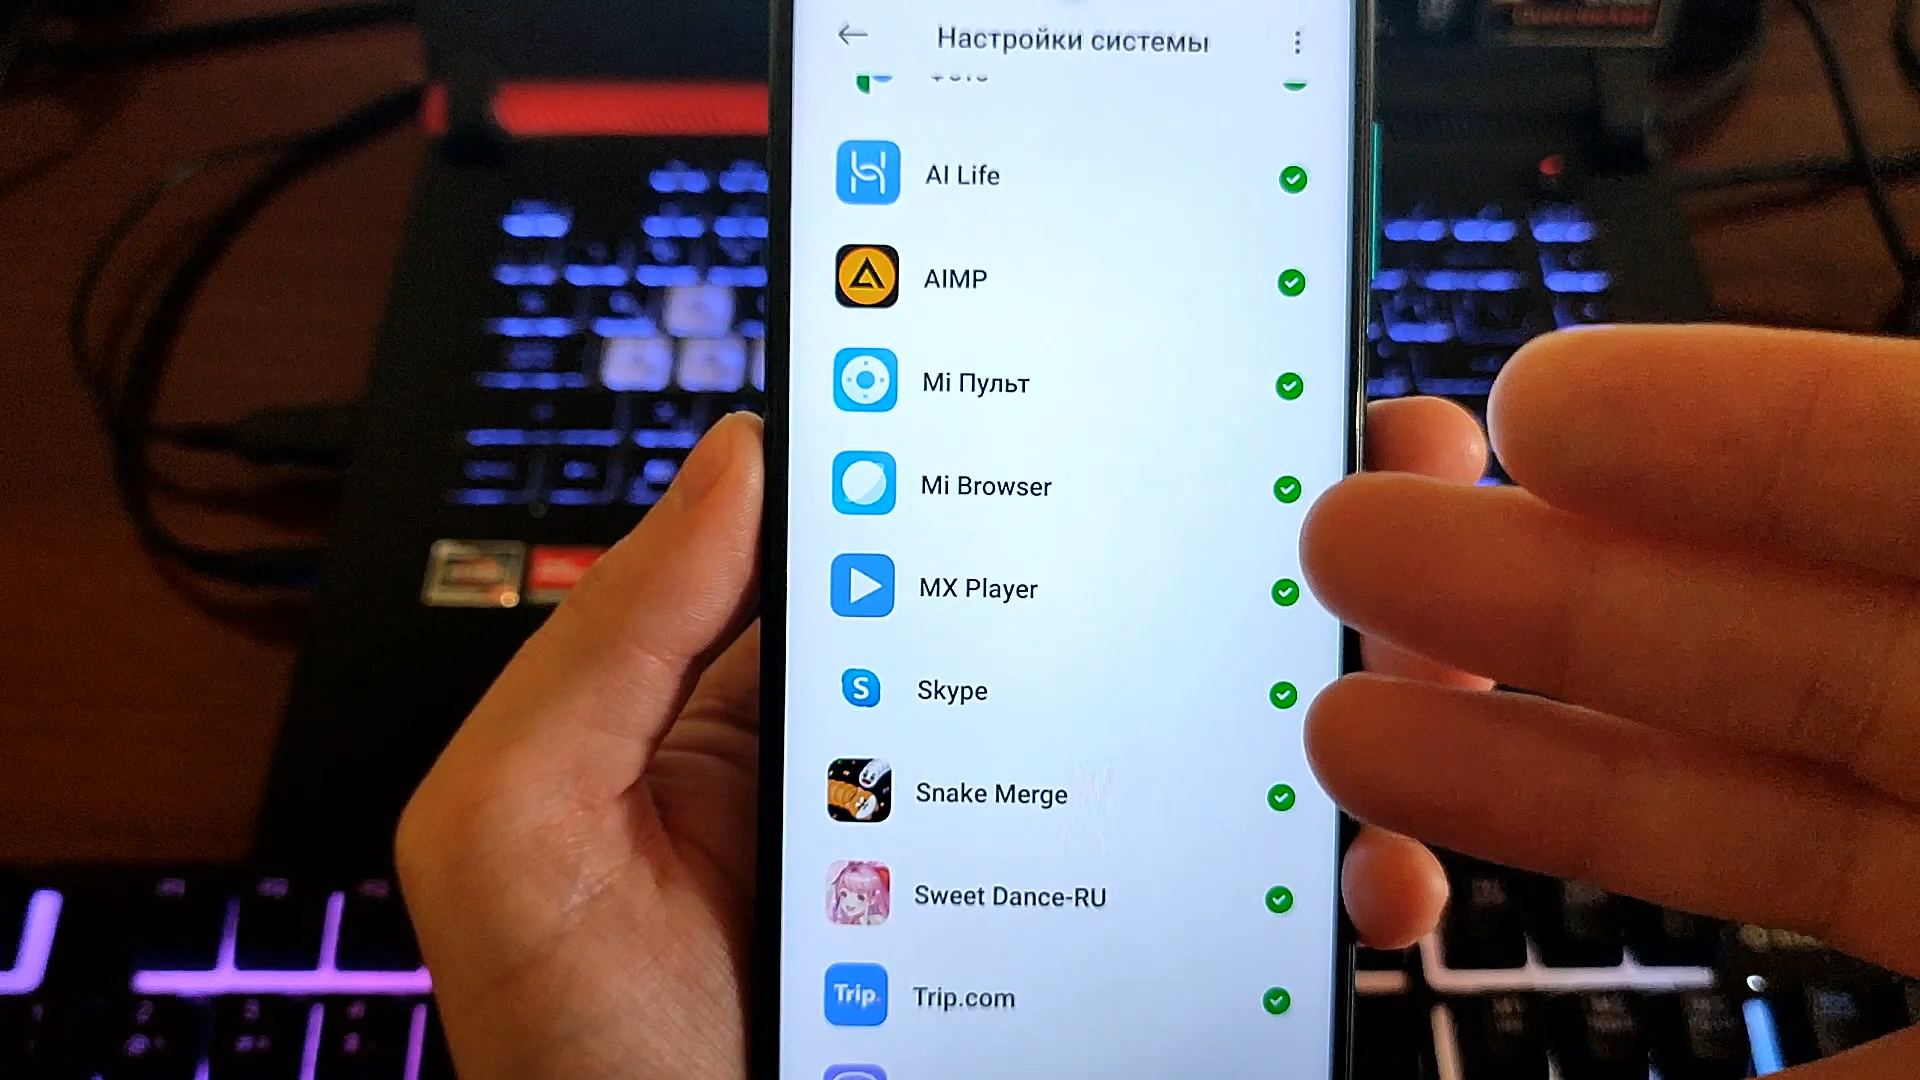 Настройки системы
AI Life
AIMP
Mi Пульт
Mi Browser
MX Player
S Skype
Snake Merge
Sweet Dance-RU
Trip. Trip.com